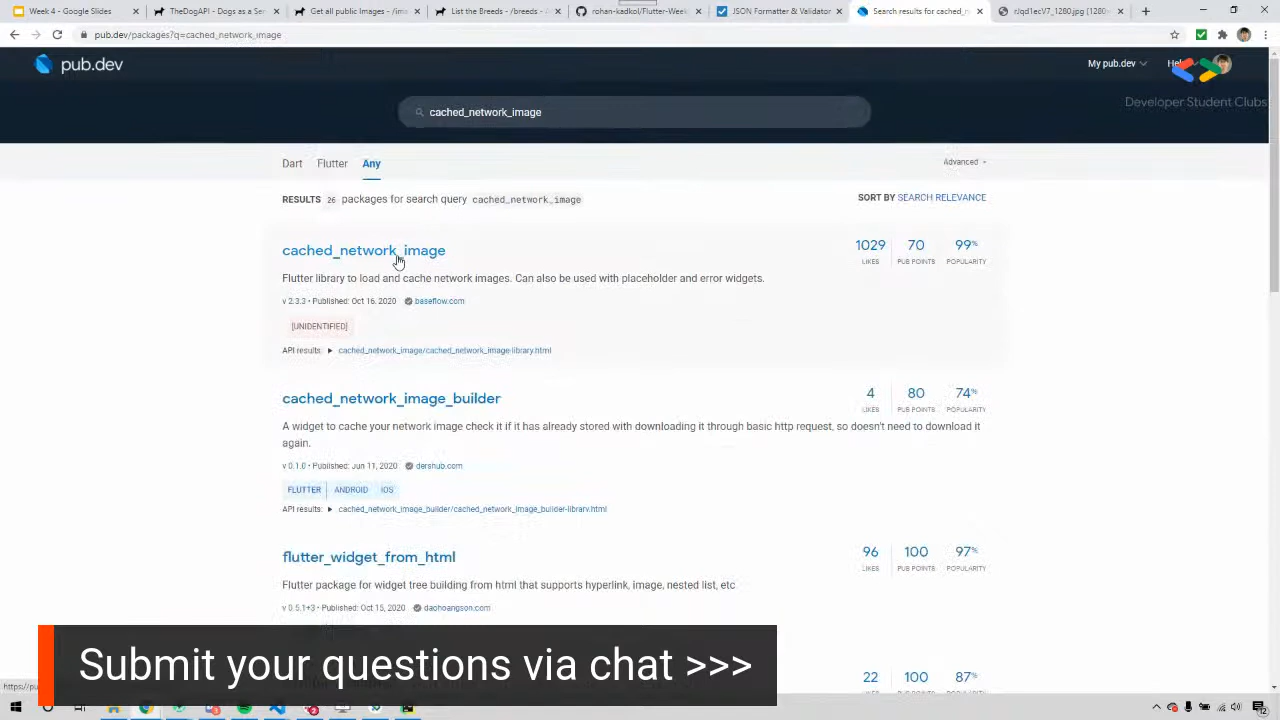 Week 4 - Google Slides
TheDogAPI - Dogs as a Ser
Get all public Images - /ima
List the Breeds - /breeds -
rohan-kadkol/Flutter-Week
JSON Formatter & Validator
Search results for cached_ne
r/qd1ecV7_1280.jpg (1280×
pub.dev/packages?q=cached_network_image
pub.dev
My pub.dev
Developer Student Clubs
cached_network_image
Dart
Flutter
Any
Advanced
RESULTS 26 packages for search query cached_network_image
SORT BY SEARCH RELEVANCE
cached_network_image
1029
70
99%
LIKES
PUB POINTS
POPULARITY
Flutter library to load and cache network images. Can also be used with placeholder and error widgets.
v 2.3.3 • Published: Oct 16, 2020 baseflow.com
[UNIDENTIFIED]
API results: cached_network_image/cached_network_image-library.html
cached_network_image_builder
4
80
74%
LIKES
PUB POINTS
POPULARITY
A widget to cache your network image check it if it has already stored with downloading it through basic http request, so doesn't need to download it
again.
v 0.1.0 • Published: Jun 11, 2020 dershub.com
FLUTTER ANDROID IOS
API results: cached_network_image_builder/cached_network_image_builder-library.html
flutter_widget_from_html
96
100
97%
LIKES
PUB POINTS
POPULARITY
Flutter package for widget tree building from html that supports hyperlink, image, nested list, etc
v 0.5.1+3 • Published: Oct 15, 2020 daohoangson.com
22
100
87%
Submit your questions via chat >>>